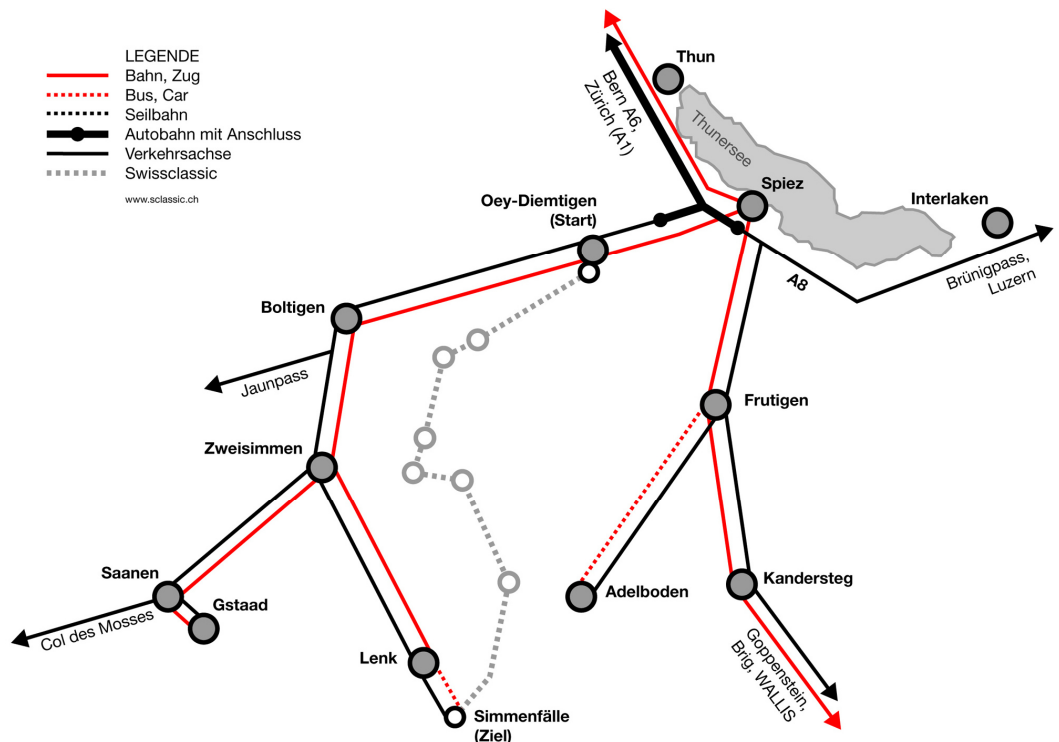 LEGENDE
Bahn, Zug
Bus, Car
Seilbahn
Autobahn mit Anschluss
Verkehrsachse
Swissclassic
www.sclassic.ch
Thun
Bern A6,
Zürich (A1)
Thunersee
Spiez
Interlaken
Oey-Diemtigen
(Start)
Brünigpass,
Luzern
A8
Boltigen
Jaunpass
Frutigen
Zweisimmen
Saanen
Gstaad
Col des Mosses
Adelboden
Kandersteg
Goppenstein,
Brig, WALLIS
Lenk
Simmenfälle
(Ziel)